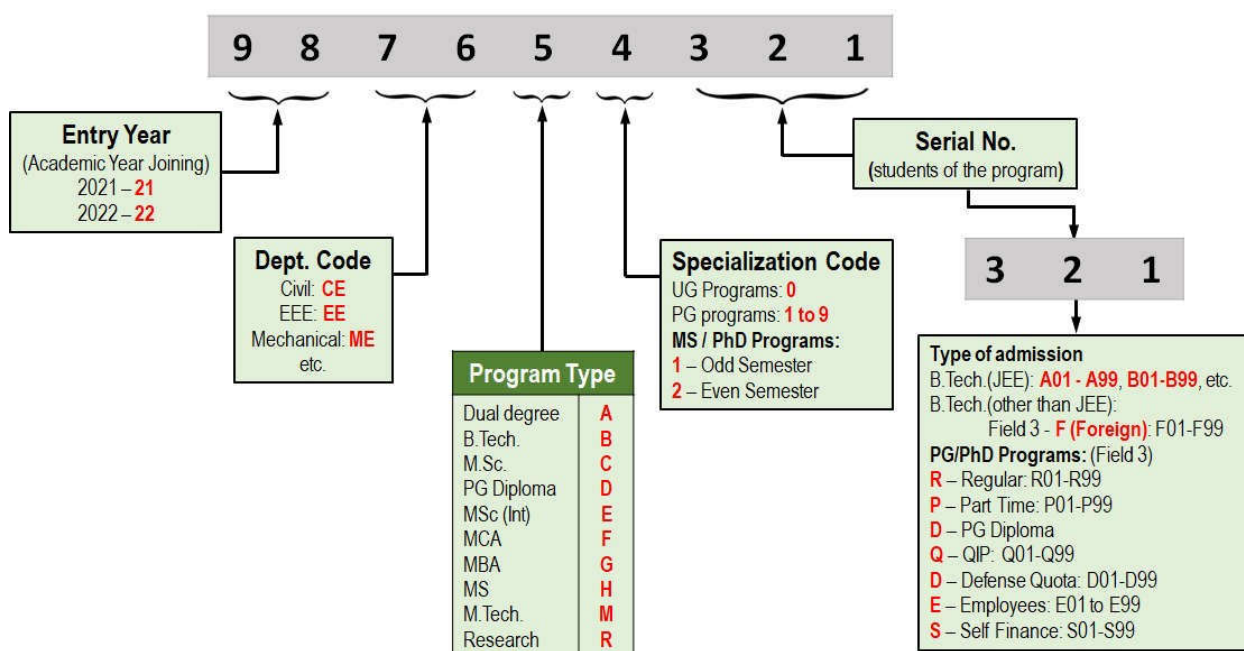 9 8 7 6 5 4 3 2 1
Entry Year
(Academic Year Joining)
2021 – 21
2022 – 22
Dept. Code
Civil: CE
EEE: EE
Mechanical: ME
etc.
Program Type
Dual degree A
B.Tech. B
M.Sc. C
PG Diploma D
MSc (Int) E
MCA F
MBA G
MS H
M.Tech. M
Research R
Specialization Code
UG Programs: 0
PG programs: 1 to 9
MS / PhD Programs:
1 – Odd Semester
2 – Even Semester
Serial No.
(students of the program)
3 2 1
Type of admission
B.Tech.(JEE): A01 - A99, B01-B99, etc.
B.Tech.(other than JEE):
Field 3 - F (Foreign): F01-F99
PG/PhD Programs: (Field 3)
R – Regular: R01-R99
P – Part Time: P01-P99
D – PG Diploma
Q – QIP: Q01-Q99
D – Defense Quota: D01-D99
E – Employees: E01 to E99
S – Self Finance: S01-S99